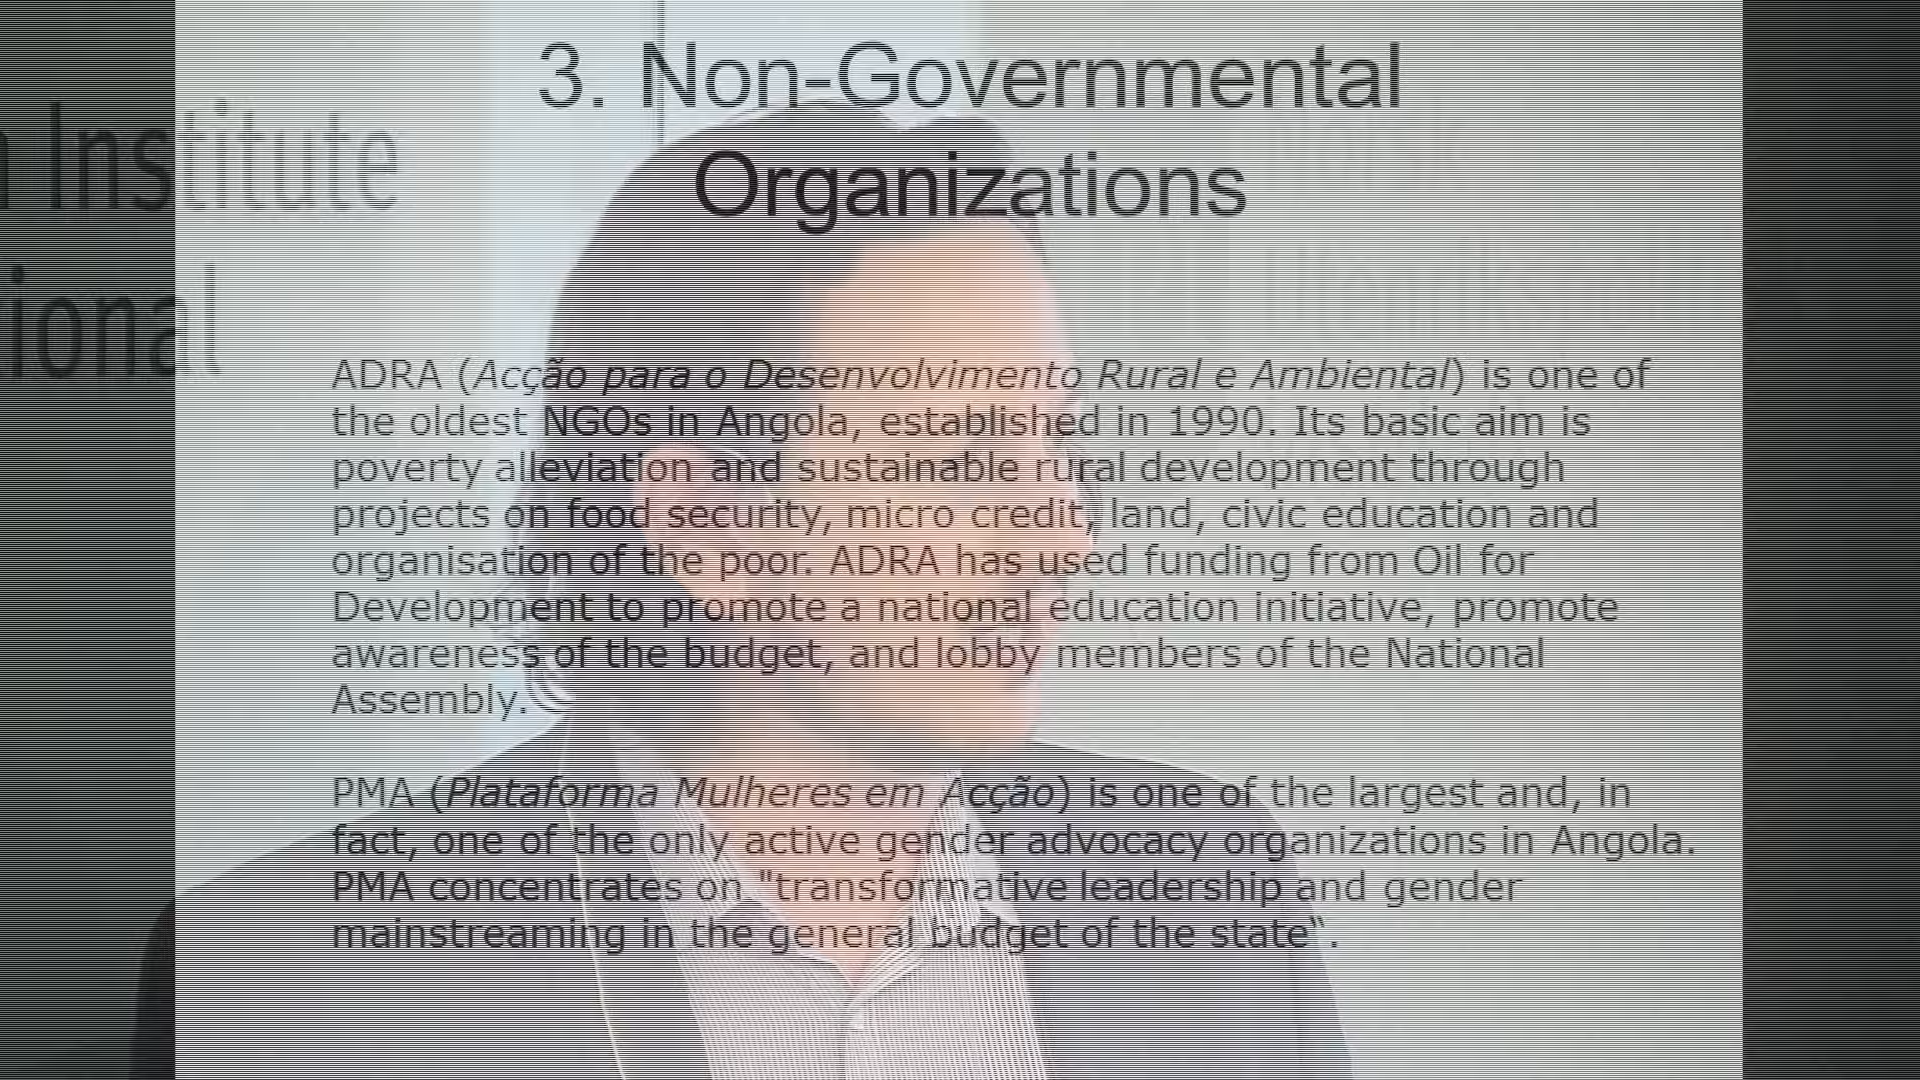 3. Non-Governmental
Organizations
Institute
tional
ADRA (Acção para o Desenvolvimento Rural e Ambiental) is one of
the oldest NGOs in Angola, established in 1990. Its basic aim is
poverty alleviation and sustainable rural development through
projects on food security, micro credit, land, civic education and
organisation of the poor. ADRA has used funding from Oil for
Development to promote a national education initiative, promote
awareness of the budget, and lobby members of the National
Assembly.
PMA (Plataforma Mulheres em Acção) is one of the largest and, in
fact, one of the only active gender advocacy organizations in Angola.
PMA concentrates on "transformative leadership and gender
mainstreaming in the general budget of the state“.